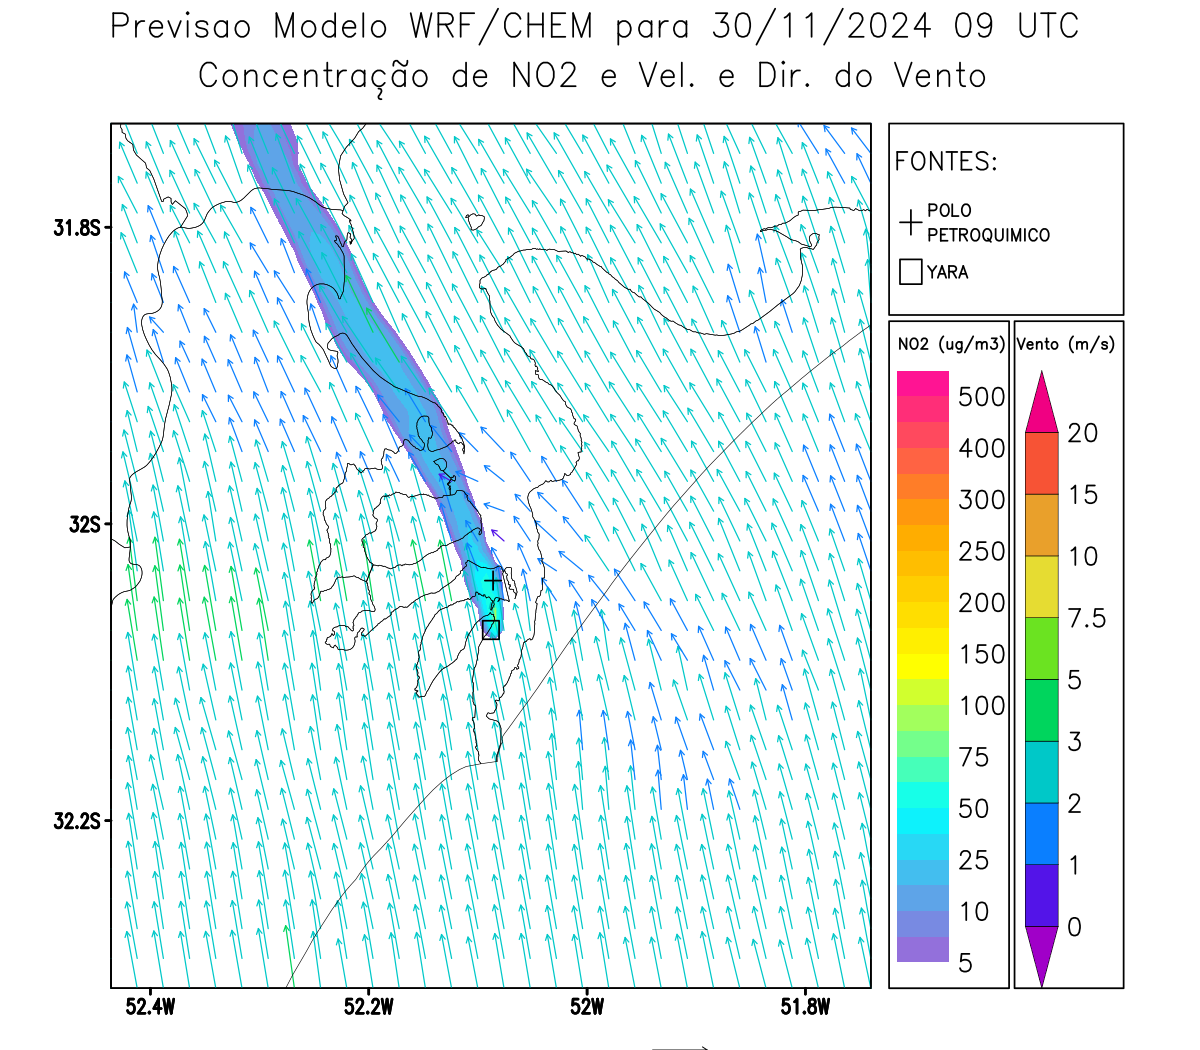 Previsao Modelo WRF/CHEM para 30/11/2024 09 UTC
Concentração de NO2 e Vel. e Dir. do Vento
FONTES:
POLO
PETROQUIMICO
YARA
NO2 (ug/m3)
500
400
300
250
200
150
100
75
50
25
10
5
Vento (m/s)
20
15
10
7.5
5
3
2
1
0
31.8S
32S
32.2S
52.4W
52.2W
52W
51.8W